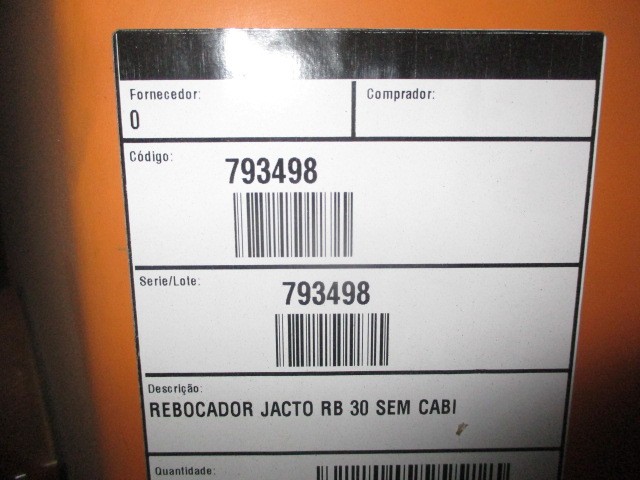 Fornecedor:
0
Comprador:
Código:
793498
Serie/Lote:
793498
Descrição:
REBOCADOR JACTO RB 30 SEM CABI
Quantidade: